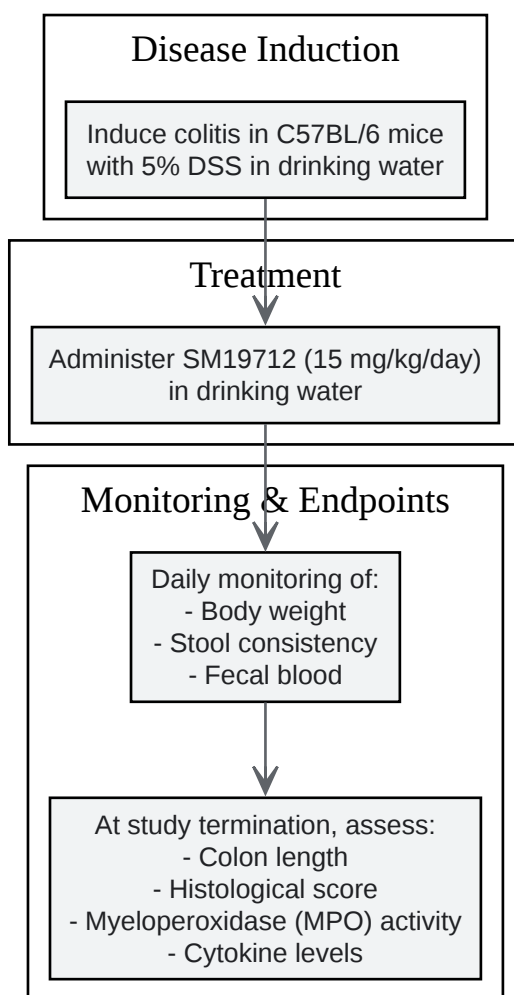 Disease Induction
Induce colitis in C57BL/6 mice
with 5% DSS in drinking water
Treatment
Administer SM19712 (15 mg/kg/day)
in drinking water
Monitoring & Endpoints
Daily monitoring of:
- Body weight
- Stool consistency
- Fecal blood
At study termination, assess:
- Colon length
- Histological score
- Myeloperoxidase (MPO) activity
- Cytokine levels